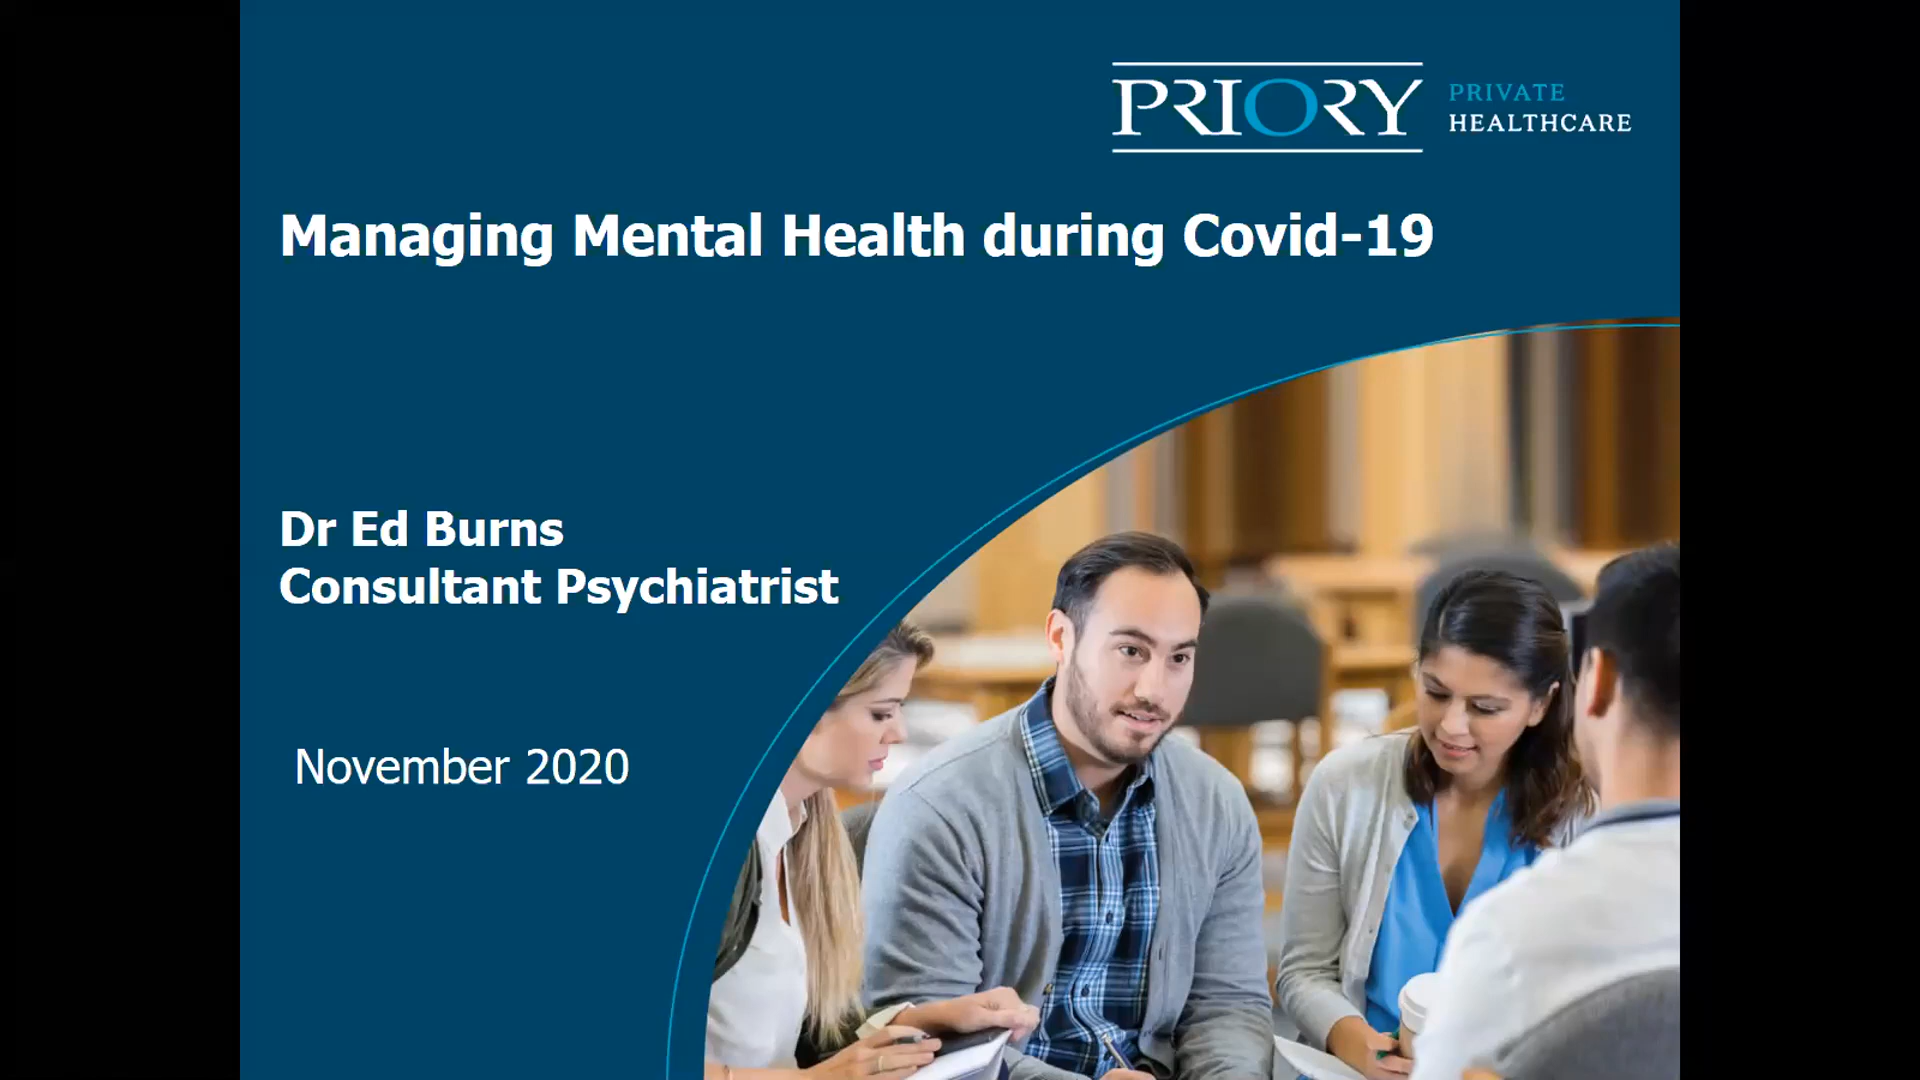 PRIORY PRIVATE
HEALTHCARE
Managing Mental Health during Covid-19
Dr Ed Burns
Consultant Psychiatrist
November 2020